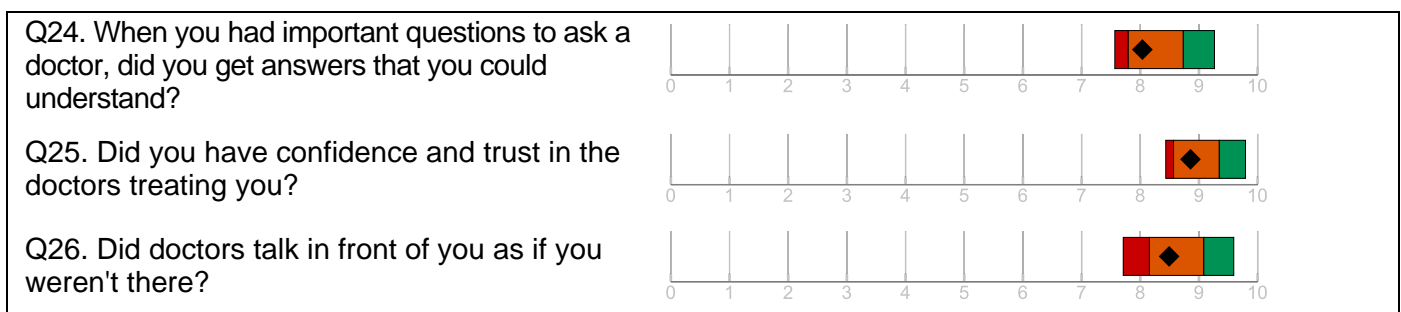 Q24. When you had important questions to ask a
doctor, did you get answers that you could
understand?
0 1 2 3 4 5 6 7 8 9 10
Q25. Did you have confidence and trust in the
doctors treating you?
0 1 2 3 4 5 6 7 8 9 10
Q26. Did doctors talk in front of you as if you
weren't there?
0 1 2 3 4 5 6 7 8 9 10